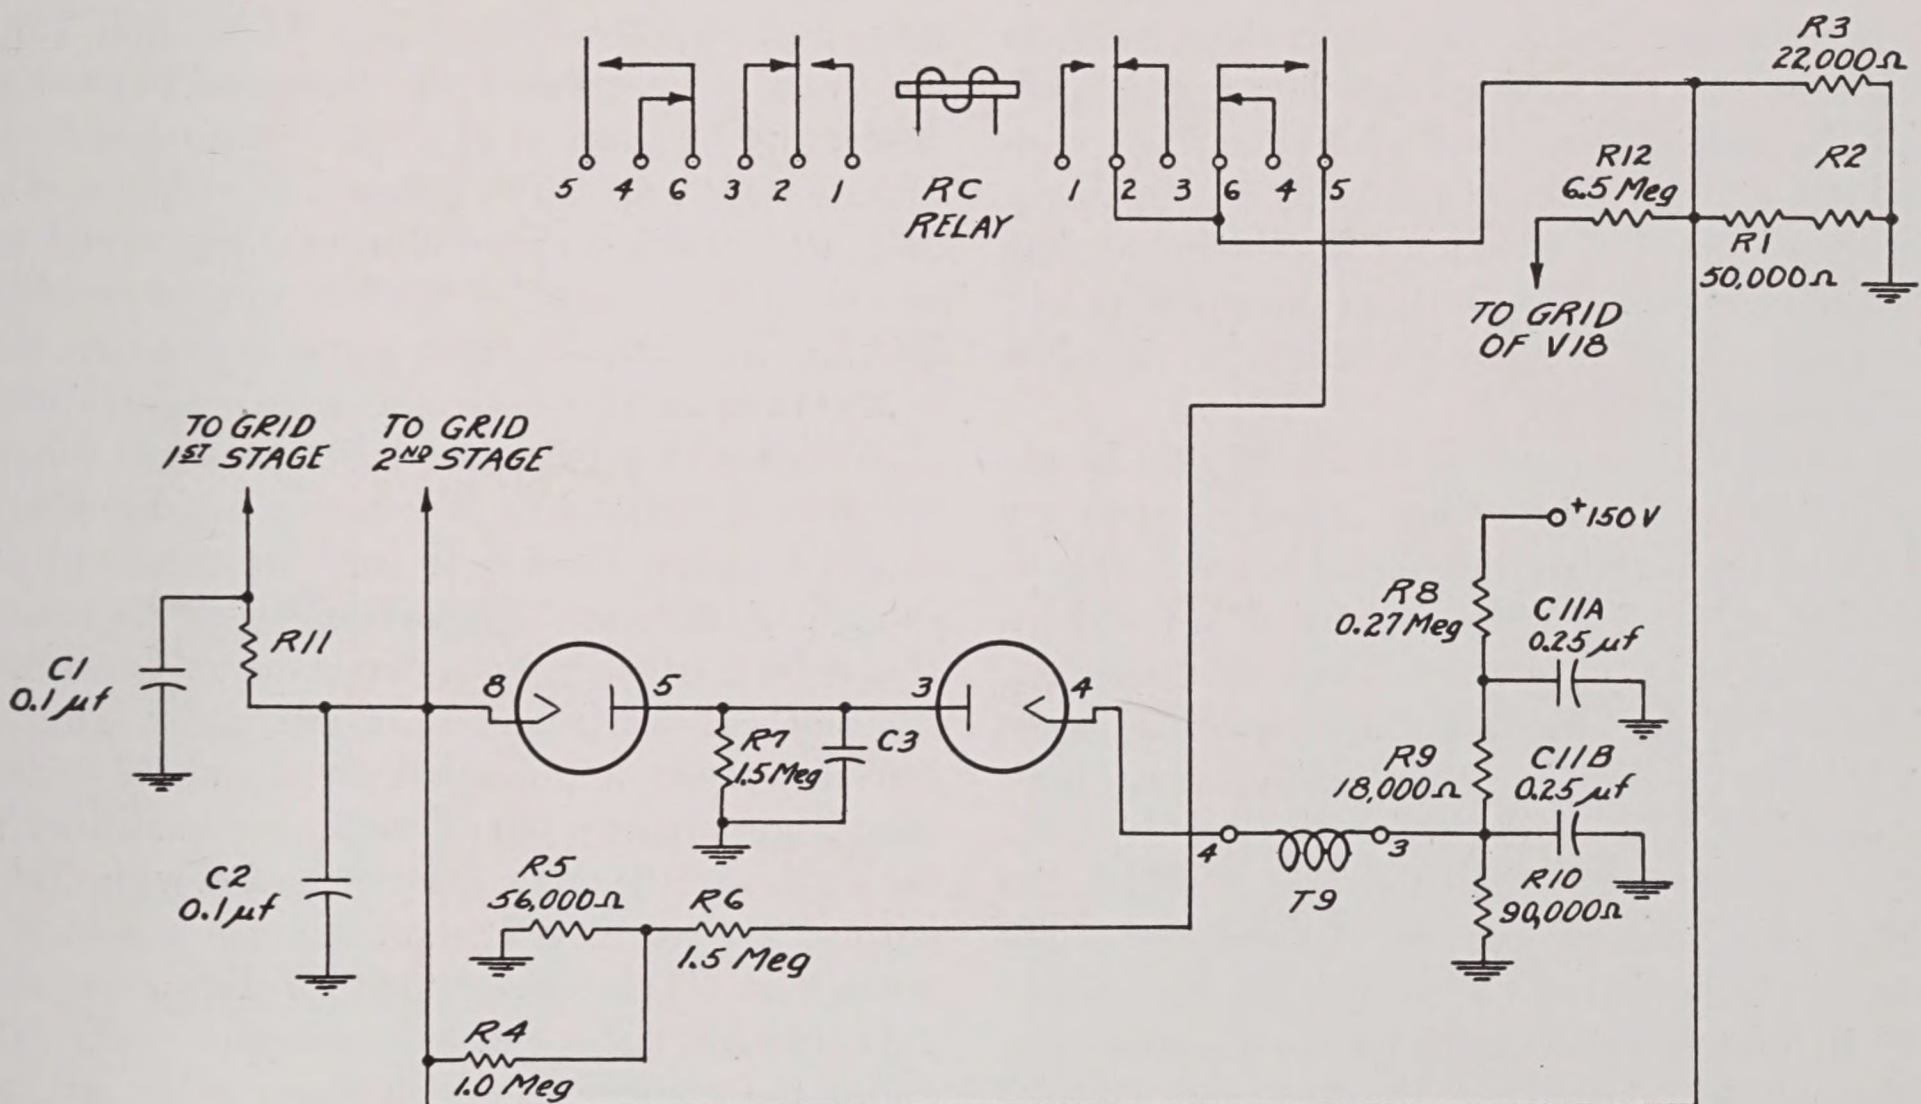 R3
22,000Ω
5 4 6 3 2 1
RC
RELAY
1 2 3 6 4 5
R12
6.5 Meg
R2
R1
50,000Ω
TO GRID
OF V18
TO GRID
1ST STAGE
TO GRID
2ND STAGE
+150V
R8
0.27 Meg
C11A
0.25 µf
R11
C1
0.1 µf
8
5
3
4
R7
1.5 Meg
C3
R9
18,000Ω
C11B
0.25 µf
4
3
T9
R10
90,000Ω
C2
0.1 µf
R5
56,000Ω
R6
1.5 Meg
R4
1.0 Meg